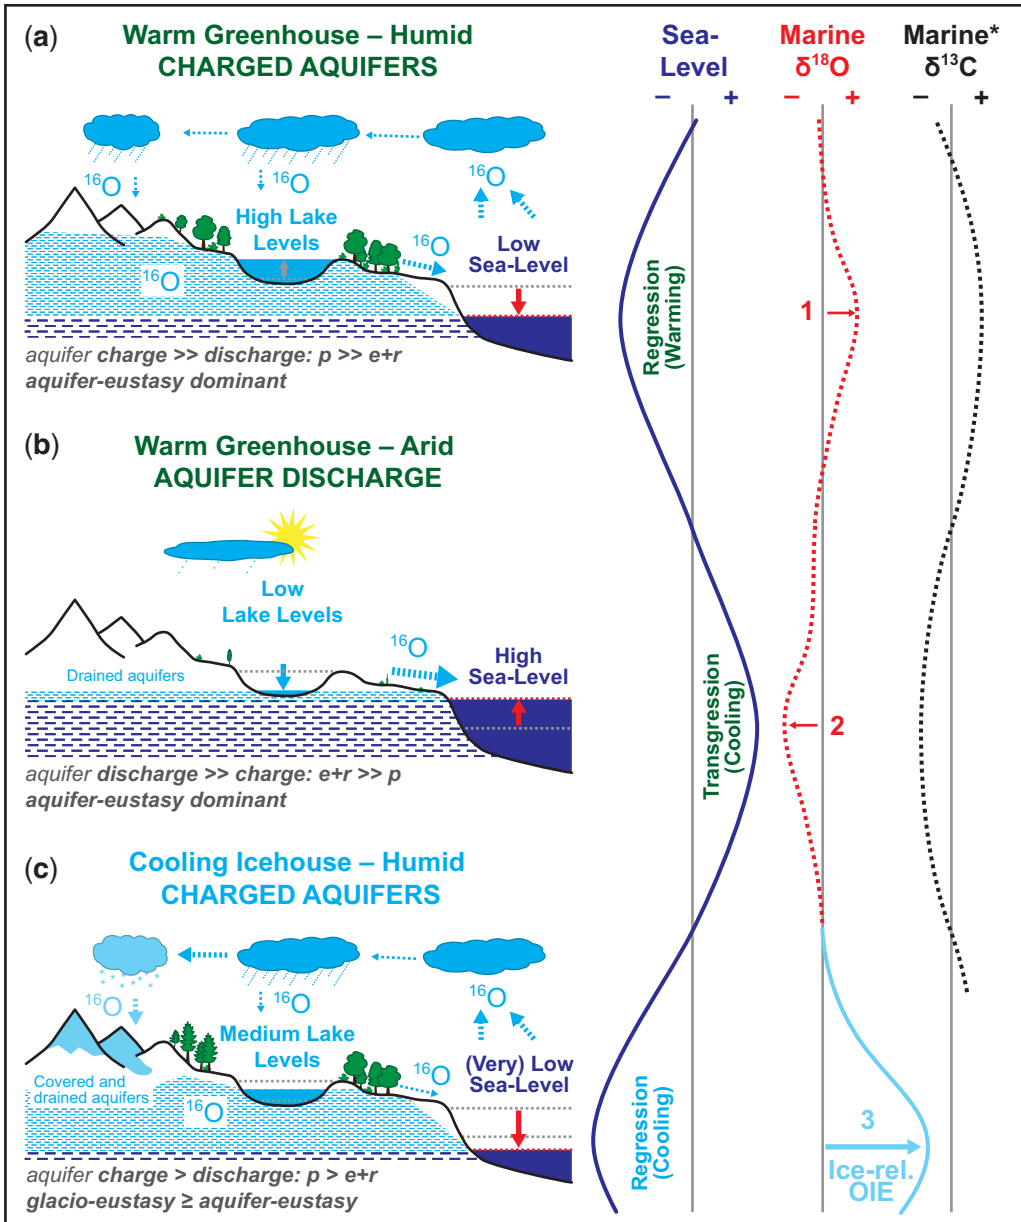 (a)
Warm Greenhouse – Humid
CHARGED AQUIFERS
16O
16O
16O
High Lake
Levels
16O
Low
Sea-Level
16O
aquifer charge >> discharge: p >> e+r
aquifer-eustasy dominant
(b)
Warm Greenhouse – Arid
AQUIFER DISCHARGE
Low
Lake Levels
16O
High
Sea-Level
Drained aquifers
aquifer discharge >> charge: e+r >> p
aquifer-eustasy dominant
(c)
Cooling Icehouse – Humid
CHARGED AQUIFERS
16O
16O
16O
Medium Lake
Levels
(Very) Low
Sea-Level
16O
Covered and
drained aquifers
16O
aquifer charge > discharge: p > e+r
glacio-eustasy ≥ aquifer-eustasy
Sea-
Level
– +
Marine
δ18O
– +
Marine*
δ13C
– +
Regression
(Warming)
1
Transgression
(Cooling)
2
Regression
(Cooling)
3
Ice-rel.
OIE